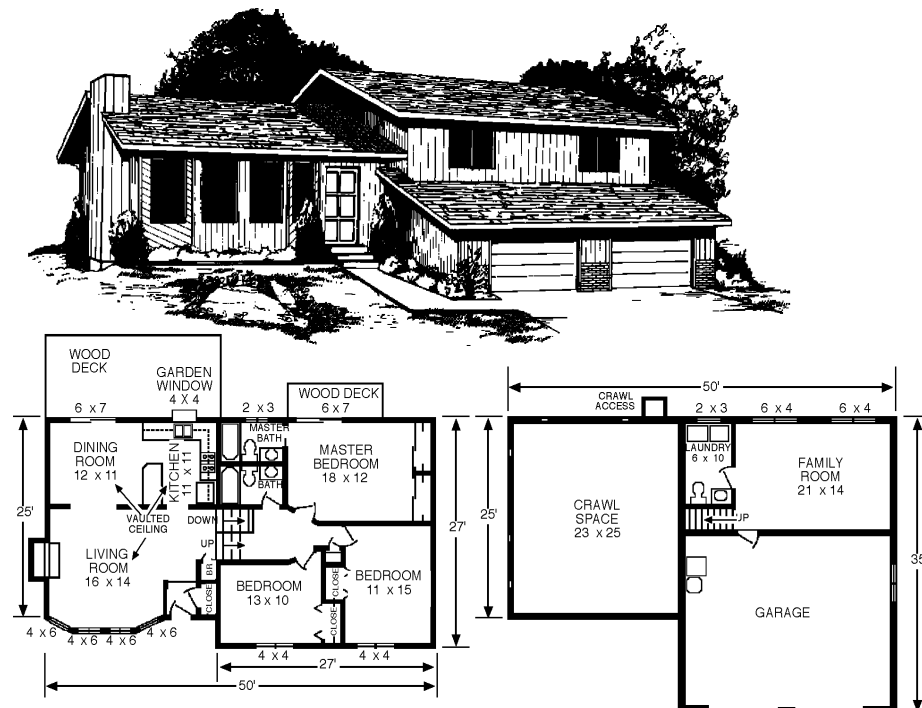 WOOD
DECK
GARDEN
WINDOW
4 X 4
WOOD DECK
6 x 7
2 x 3
6 x 7
MASTER
BATH
DINING
ROOM
12 x 11
KITCHEN
11 x 11
MASTER
BEDROOM
18 x 12
BATH
VAULTED
CEILING
DOWN
UP
25'
27'
LIVING
ROOM
16 x 14
BR
CLOSE
BEDROOM
13 x 10
CLOSE
CLOSE
BEDROOM
11 x 15
4 x 6
4 x 6
4 x 6
4 x 6
4 x 4
4 x 4
27'
50'
50'
CRAWL
ACCESS
2 x 3
6 x 4
6 x 4
LAUNDRY
6 x 10
FAMILY
ROOM
21 x 14
25'
CRAWL
SPACE
23 x 25
UP
35
GARAGE